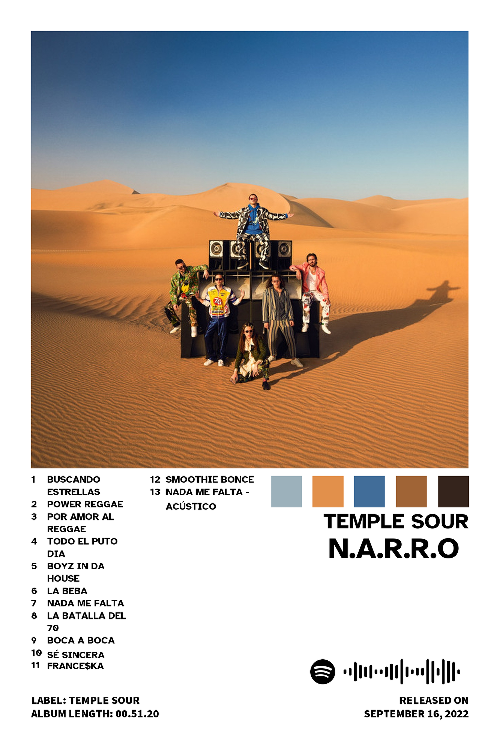 1 BUSCANDO
ESTRELLAS
2 POWER REGGAE
3 POR AMOR AL
REGGAE
4 TODO EL PUTO
DIA
5 BOYZ IN DA
HOUSE
6 LA BEBA
7 NADA ME FALTA
8 LA BATALLA DEL
70
9 BOCA A BOCA
10 SÉ SINCERA
11 FRANCE$KA
12 SMOOTHIE BONCE
13 NADA ME FALTA -
ACÚSTICO
TEMPLE SOUR
N.A.R.R.O
LABEL: TEMPLE SOUR
ALBUM LENGTH: 00.51.20
RELEASED ON
SEPTEMBER 16, 2022